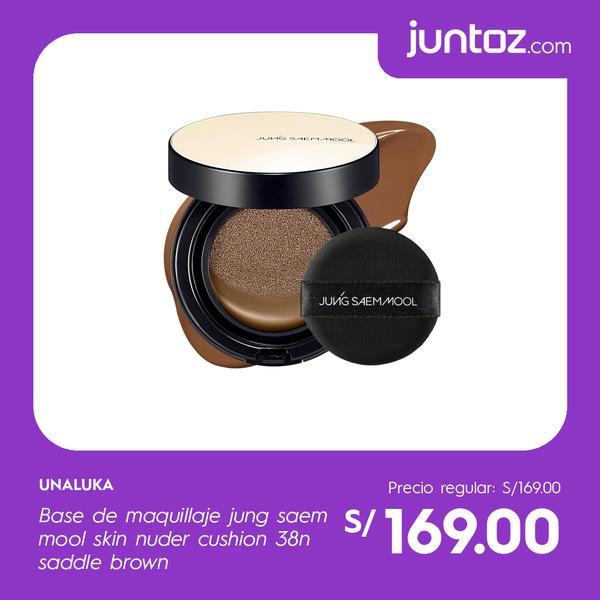 juntoz.com
JUNG SAEMMOOL
JUNG SAEMMOOL
UNALUKA
Base de maquillaje jung saem
mool skin nuder cushion 38n
saddle brown
Precio regular: S/169.00
S/ 169.00